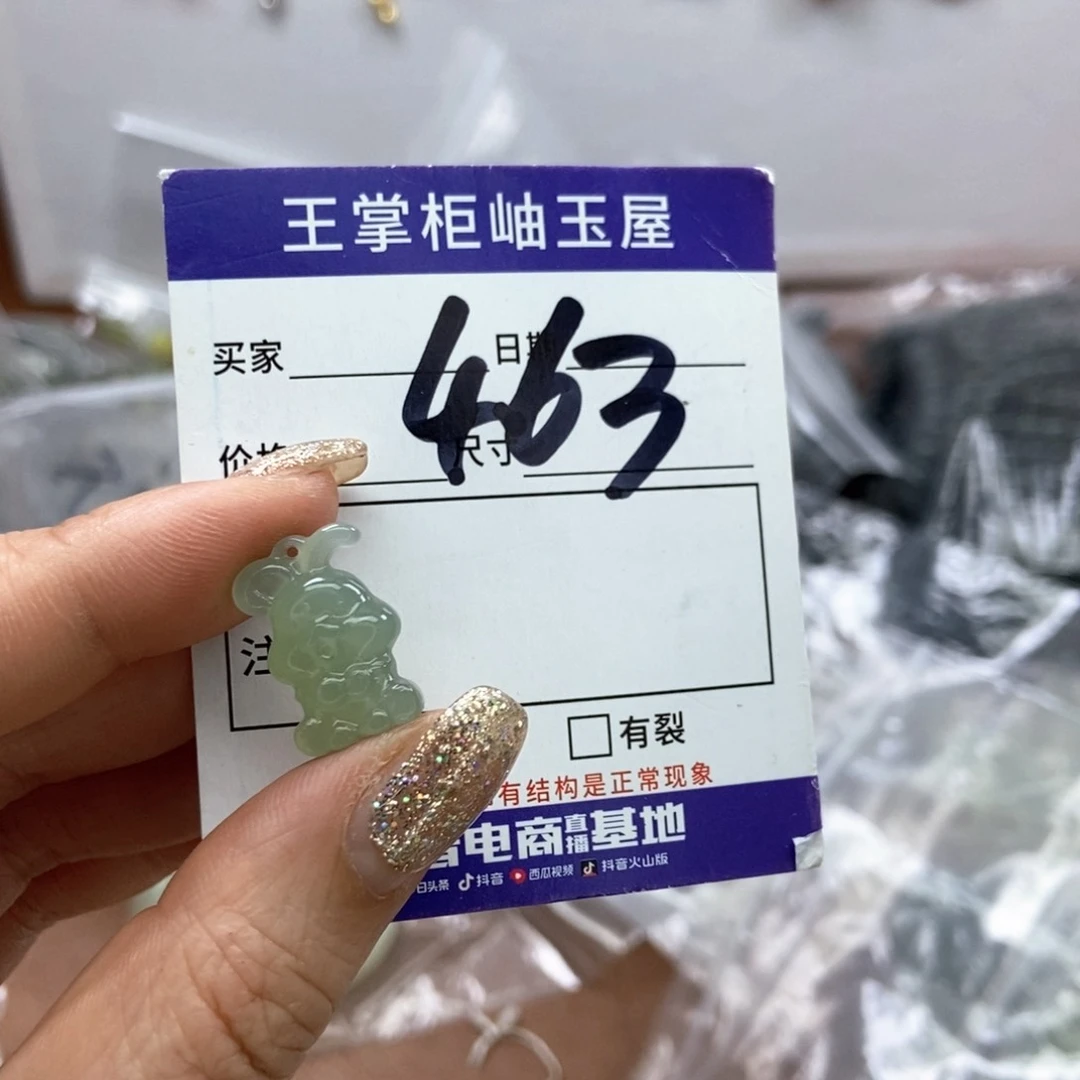 王掌柜岫玉屋
463
买家 日期
价格 尺寸
注
有裂
有结构是正常现象
电商直播基地
日头条 抖音 西瓜视频 抖音火山版